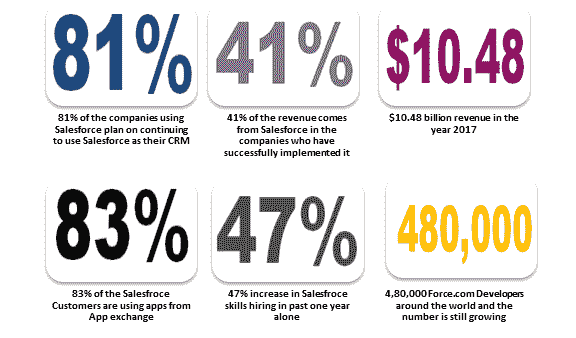 81%
81% of the companies using
Salesforce plan on continuing
to use Salesforce as their CRM
41%
41% of the revenue comes
from Salesforce in the
companies who have
successfully implemented it
$10.48
$10.48 billion revenue in the
year 2017
83%
83% of the Salesfroce
Customers are using apps from
App exchange
47%
47% increase in Salesfroce
skills hiring in past one year
alone
480,000
4,80,000 Force.com Developers
around the world and the
number is still growing